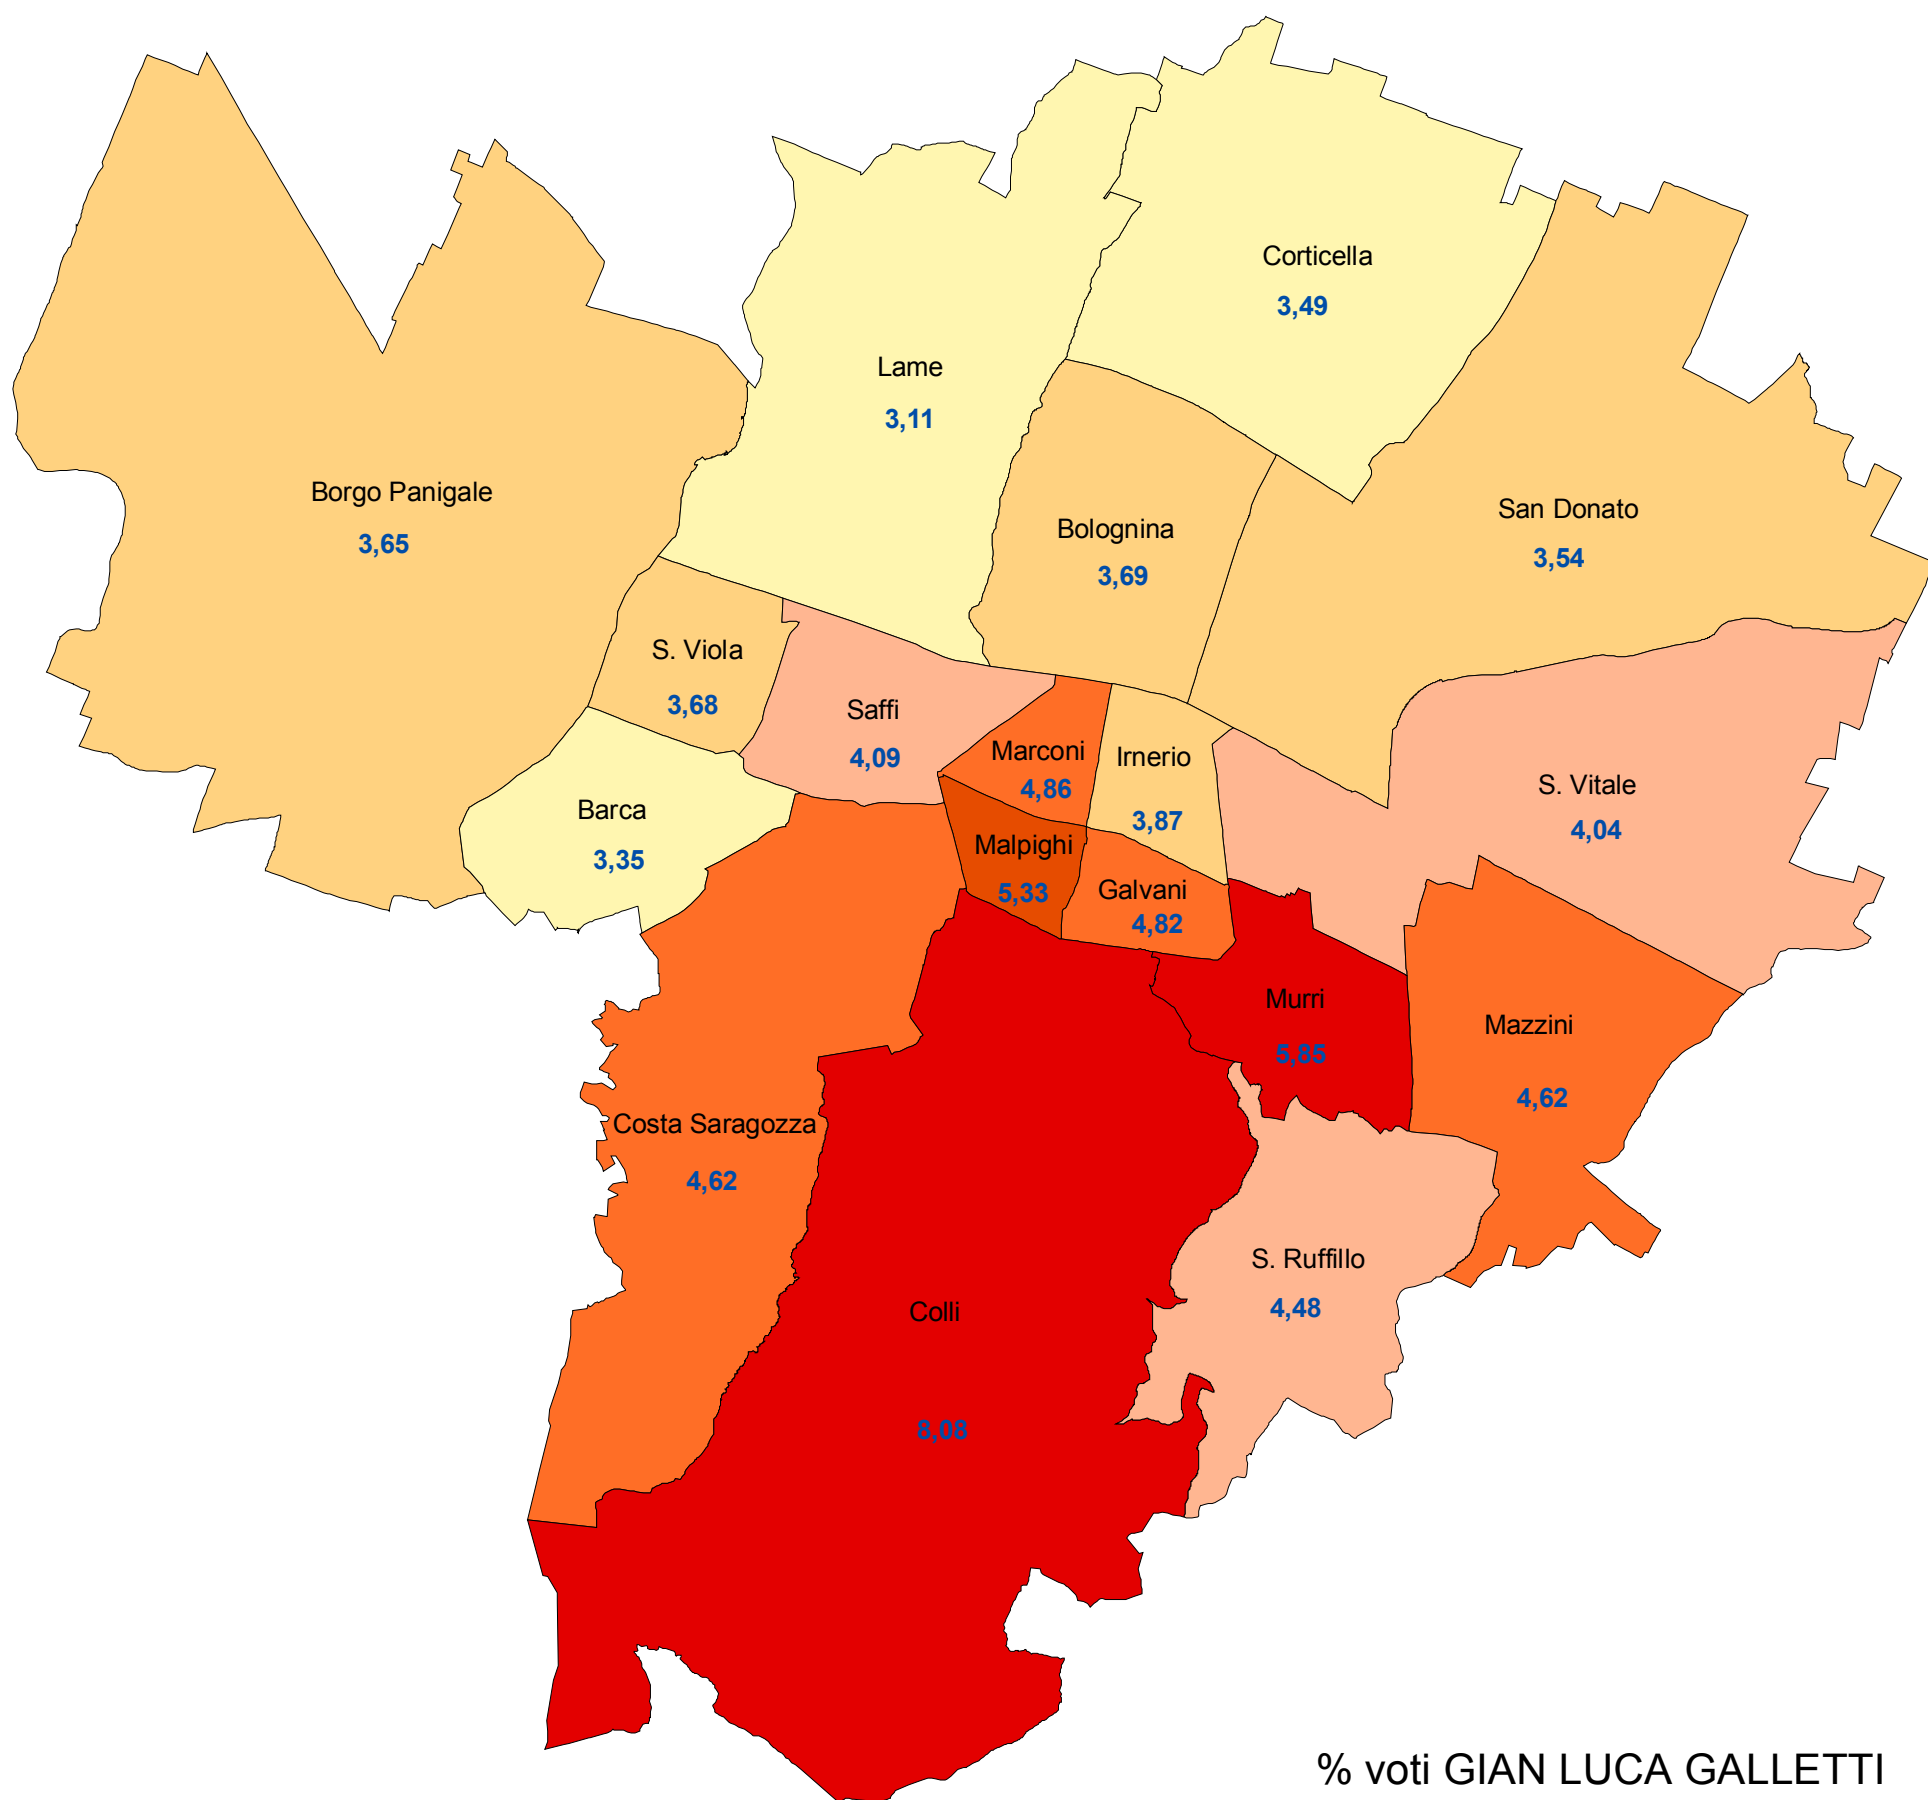 Corticella
3,49
Lame
3,11
Borgo Panigale
3,65
San Donato
3,54
Bolognina
3,69
S. Viola
3,68
Saffi
4,09
Marconi
4,86
Irnerio
3,87
S. Vitale
4,04
Barca
3,35
Malpighi
5,33
Galvani
4,82
Murri
5,85
Mazzini
4,62
Costa Saragozza
4,62
S. Ruffillo
4,48
Colli
8,08
% voti GIAN LUCA GALLETTI